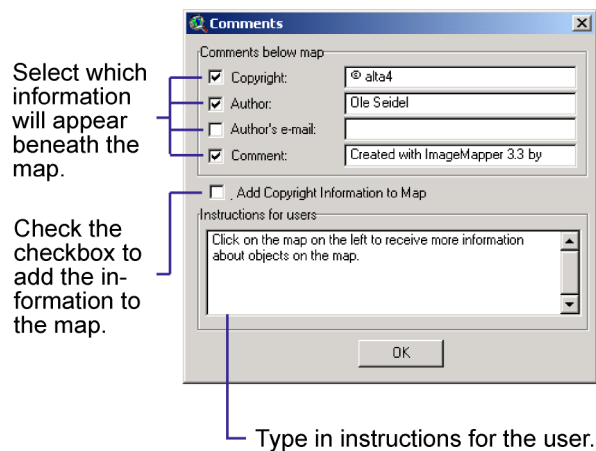 Comments
Comments below map
Select which
information
will appear
beneath the
map.
Copyright: © alta4
Author: Ole Seidel
Author's e-mail:
Comment: Created with ImageMapper 3.3 by
Add Copyright Information to Map
Check the
checkbox to
add the in-
formation to
the map.
Instructions for users
Click on the map on the left to receive more information
about objects on the map.
OK
Type in instructions for the user.